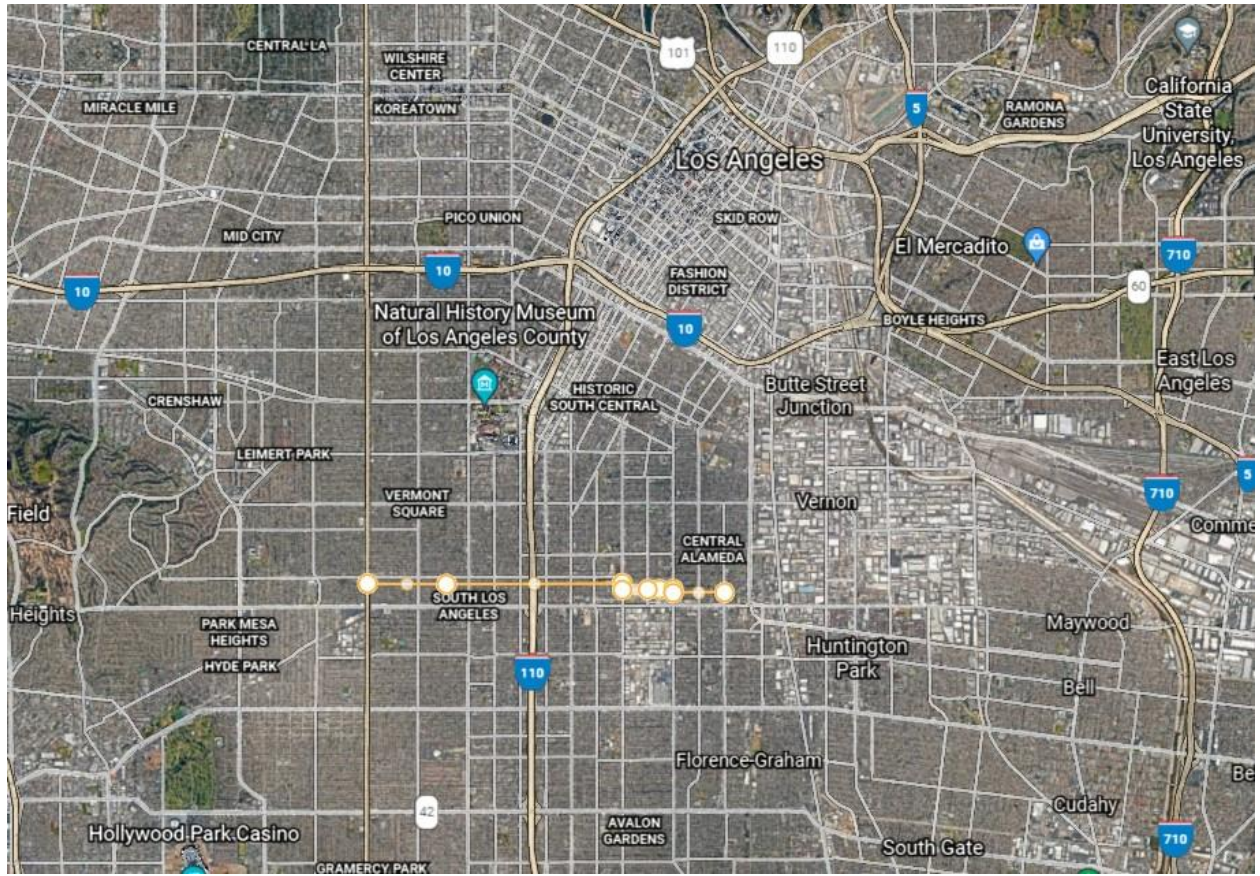 CENTRAL LA
WILSHIRE
CENTER
101
110
MIRACLE MILE
KOREATOWN
5
RAMONA
GARDENS
California
State
University,
Los Angeles
Los Angeles
PICO UNION
SKID ROW
MID CITY
El Mercadito
710
10
10
FASHION
DISTRICT
60
Natural History Museum
of Los Angeles County
10
BOYLE HEIGHTS
East Los
Angeles
CRENSHAW
HISTORIC
SOUTH CENTRAL
Butte Street
Junction
LEIMERT PARK
5
VERMONT
SQUARE
Vernon
710
Field
Comme
CENTRAL
ALAMEDA
Heights
SOUTH LOS
ANGELES
PARK MESA
HEIGHTS
Maywood
HYDE PARK
110
Huntington
Park
Bell
Florence-Graham
Be
42
Cudahy
Hollywood Park Casino
AVALON
GARDENS
South Gate
710
GRAMERCY PARK